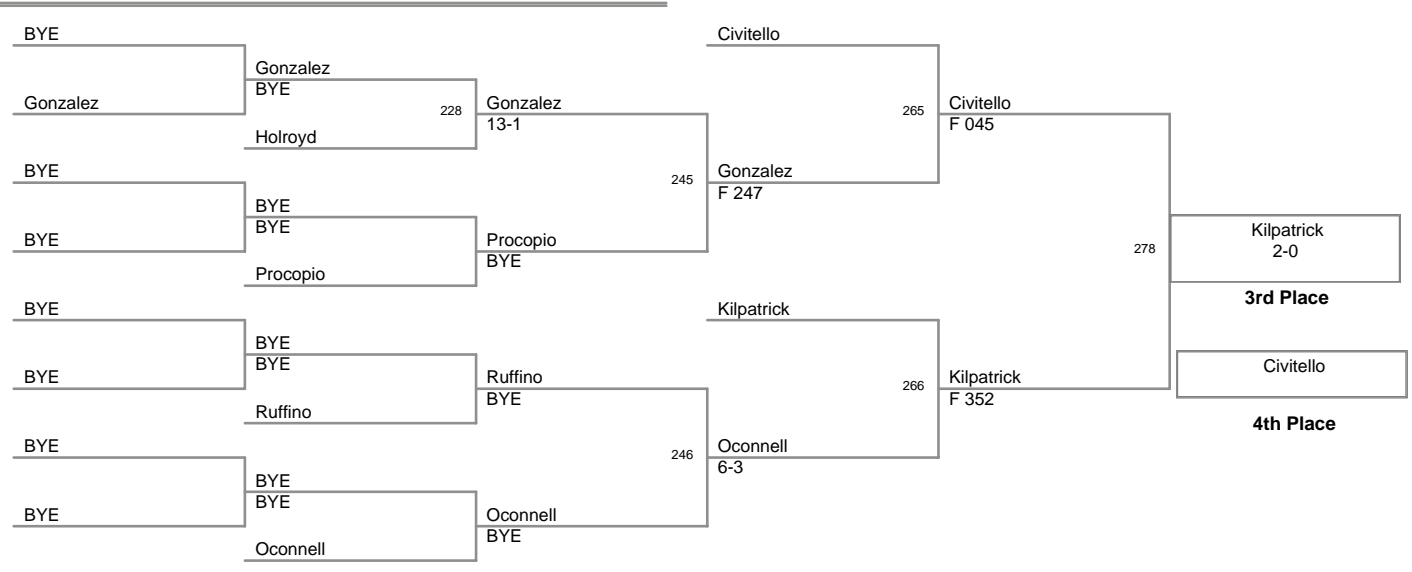 BYE
Gonzalez
BYE
BYE
BYE
BYE
BYE
BYE
Gonzalez
BYE
Holroyd
BYE
BYE
Procopio
BYE
BYE
Ruffino
BYE
BYE
Oconnell
228
Gonzalez
13-1
Procopio
BYE
Ruffino
BYE
Oconnell
BYE
245
246
Civitello
Gonzalez
F 247
Kilpatrick
Oconnell
6-3
265
266
Civitello
F 045
Kilpatrick
F 352
278
Kilpatrick
2-0
3rd Place
Civitello
4th Place